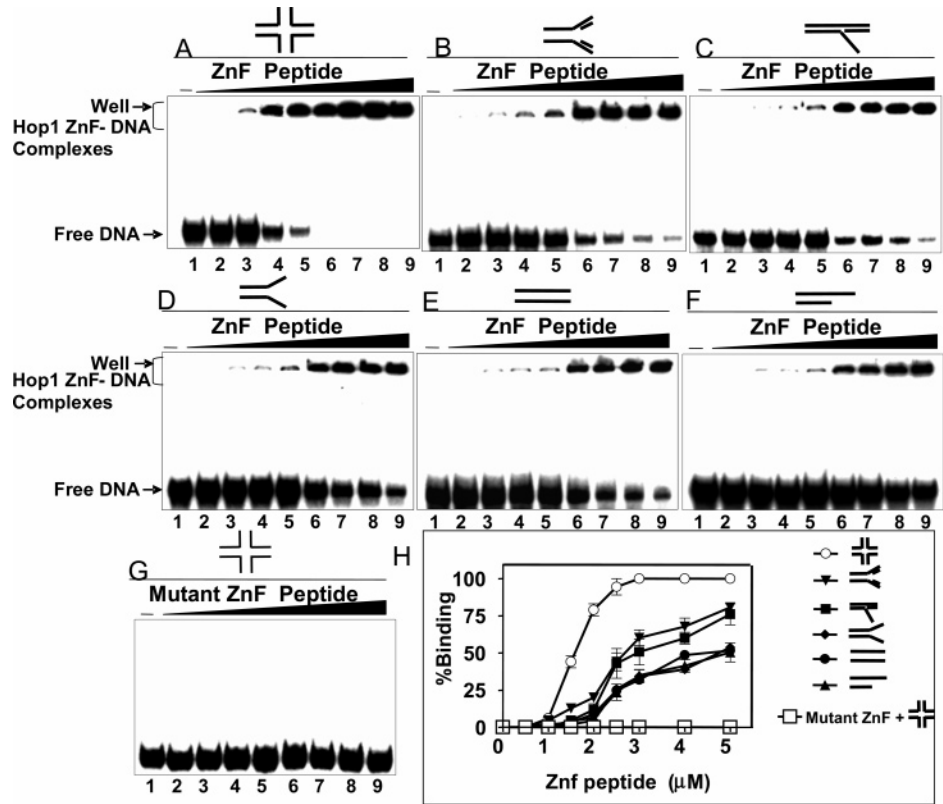 A
B
C
ZnF Peptide
ZnF Peptide
ZnF Peptide
Well
Hop1 ZnF- DNA
Complexes
Free DNA
1 2 3 4 5 6 7 8 9
1 2 3 4 5 6 7 8 9
1 2 3 4 5 6 7 8 9
D
E
F
ZnF Peptide
ZnF Peptide
ZnF Peptide
Well
Hop1 ZnF- DNA
Complexes
Free DNA
1 2 3 4 5 6 7 8 9
1 2 3 4 5 6 7 8 9
1 2 3 4 5 6 7 8 9
G
Mutant ZnF Peptide
1 2 3 4 5 6 7 8 9
H
%Binding
100
75
50
25
0
0 1 2 3 4 5
Znf peptide (μM)
Mutant ZnF +